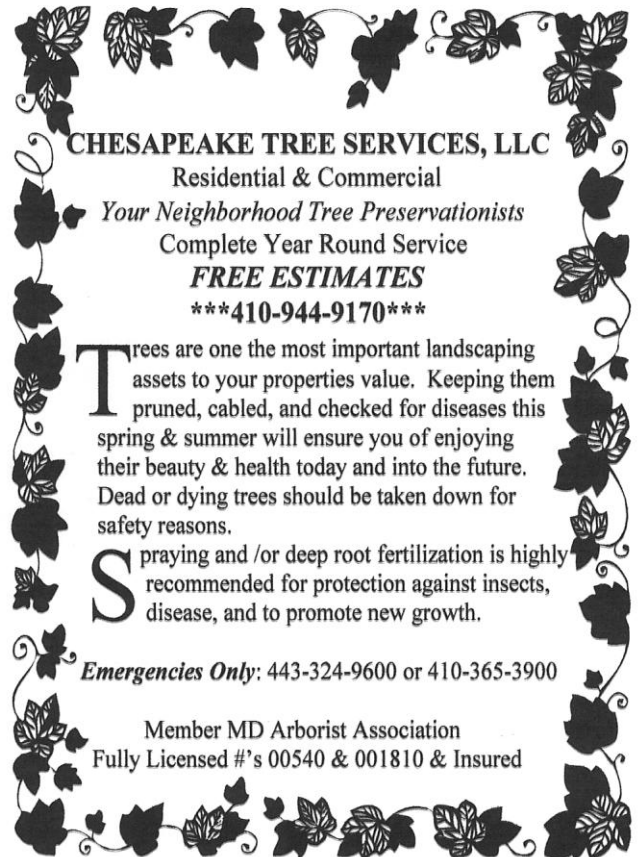 CHESAPEAKE TREE SERVICES, LLC
Residential & Commercial
Your Neighborhood Tree Preservationists
Complete Year Round Service
FREE ESTIMATES
***410-944-9170***
Trees are one the most important landscaping
assets to your properties value. Keeping them
pruned, cabled, and checked for diseases this
spring & summer will ensure you of enjoying
their beauty & health today and into the future.
Dead or dying trees should be taken down for
safety reasons.
Spraying and /or deep root fertilization is highly
recommended for protection against insects,
disease, and to promote new growth.
Emergencies Only: 443-324-9600 or 410-365-3900
Member MD Arborist Association
Fully Licensed #'s 00540 & 001810 & Insured